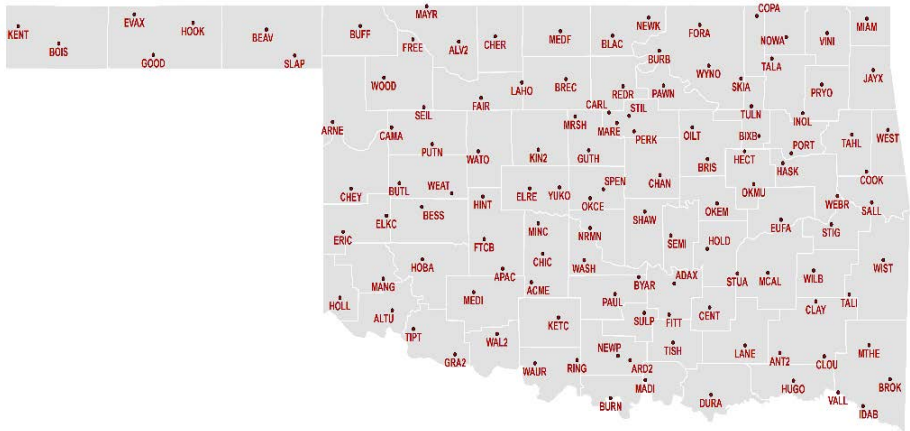 KENT
BOIS
EVAX
HOOK
GOOD
BEAV
SLAP
BUFF
MAYR
FREE
ALV2
CHER
MEDF
BLAC
NEWK
BURB
FORA
COPA
NOWA
VINI
MIAM
WOOD
LAHO
BREC
REDR
PAWN
WYNO
SKIA
TALA
PRYO
JAYX
SEIL
FAIR
CARL
STIL
MRSH
MARE
PERK
OILT
TULN
BIXB
INOL
ARNE
CAMA
PUTN
WATO
KIN2
GUTH
BRIS
HECT
PORT
HASK
TAHL
WEST
CHEY
BUTL
WEAT
BESS
HINT
ELRE
YUKO
SPEN
OKCE
CHAN
OKMU
COOK
WEBR
SALL
ELKC
ERIC
FTCB
MINC
NRMN
SHAW
SEMI
OKEM
HOLD
EUFA
STIG
HOBA
APAC
CHIC
WASH
BYAR
ADAX
STUA
MCAL
WILB
WIST
MANG
HOLL
ALTU
MEDI
ACME
PAUL
SULP
FITT
CENT
CLAY
TALI
TIPT
GRA2
WAL2
KETC
WAUR
RING
NEWP
ARD2
TISH
LANE
ANT2
CLOU
MTHE
BURN
MADI
DURA
HUGO
VALL
IDAB
BROK